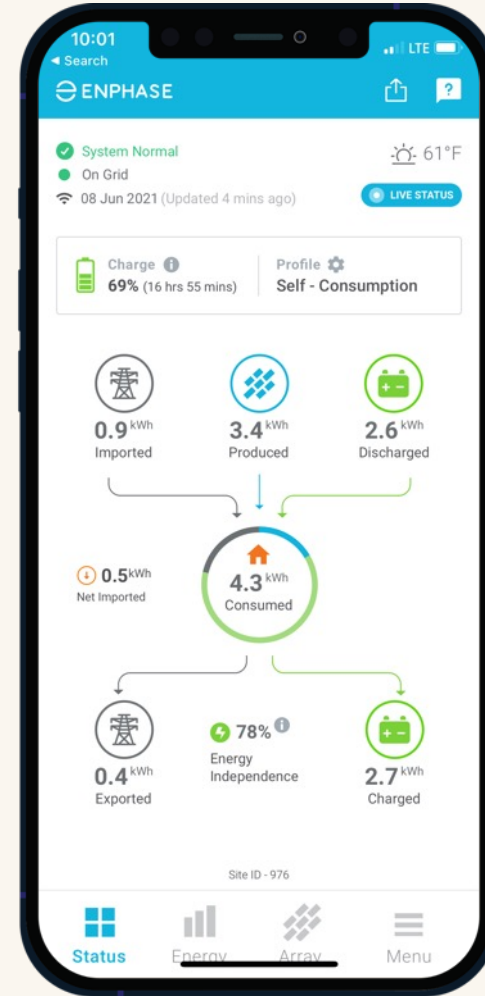 10:01
LTE
Search
ENPHASE
?
System Normal
61°F
On Grid
08 Jun 2021 (Updated 4 mins ago)
LIVE STATUS
Charge i
Profile
69% (16 hrs 55 mins)
Self - Consumption
0.9 kWh
Imported
3.4 kWh
Produced
2.6 kWh
Discharged
0.5 kWh
Net Imported
4.3 kWh
Consumed
0.4 kWh
Exported
78% i
Energy
Independence
2.7 kWh
Charged
Site ID - 976
Status
Energy
Array
Menu